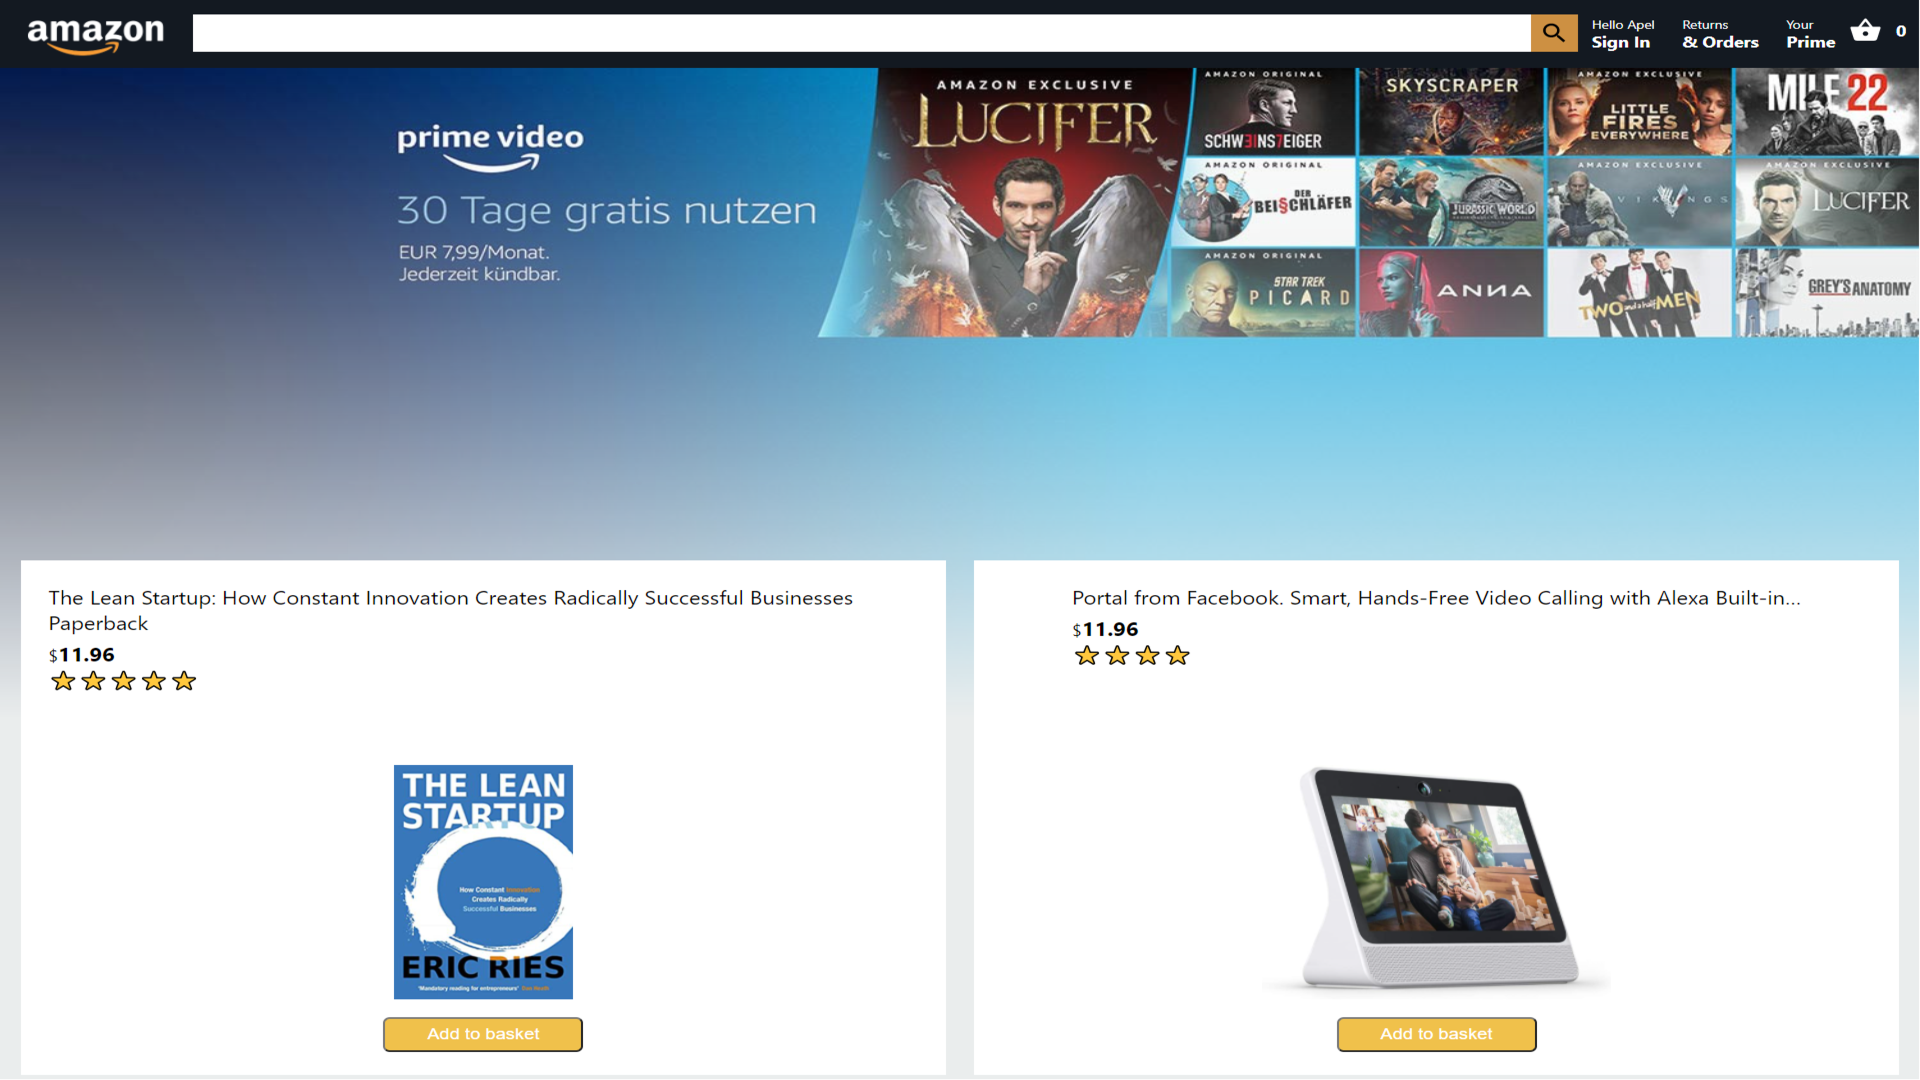 amazon
Hello Apel
Sign In
Returns
& Orders
Your
Prime
0
prime video
30 Tage gratis nutzen
EUR 7,99/Monat.
Jederzeit kündbar.
AMAZON EXCLUSIVE
LUCIFER
AMAZON ORIGINAL
SCHW3INS7EIGER
SKYSCRAPER
AMAZON EXCLUSIVE
LITTLE
FIRES
EVERYWHERE
MILE 22
AMAZON ORIGINAL
DER
BEI§CHLÄFER
JURASSIC WORLD
AMAZON EXCLUSIVE
VIKINGS
AMAZON EXCLUSIVE
LUCIFER
AMAZON ORIGINAL
STAR TREK
PICARD
ANNA
TWO and a half MEN
GREY'S ANATOMY
The Lean Startup: How Constant Innovation Creates Radically Successful Businesses
Paperback
$11.96
THE LEAN
STARTUP
How Constant Innovation
Creates Radically
Successful Businesses
ERIC RIES
'Mandatory reading for entrepreneurs'
Add to basket
Portal from Facebook. Smart, Hands-Free Video Calling with Alexa Built-in...
$11.96
Add to basket